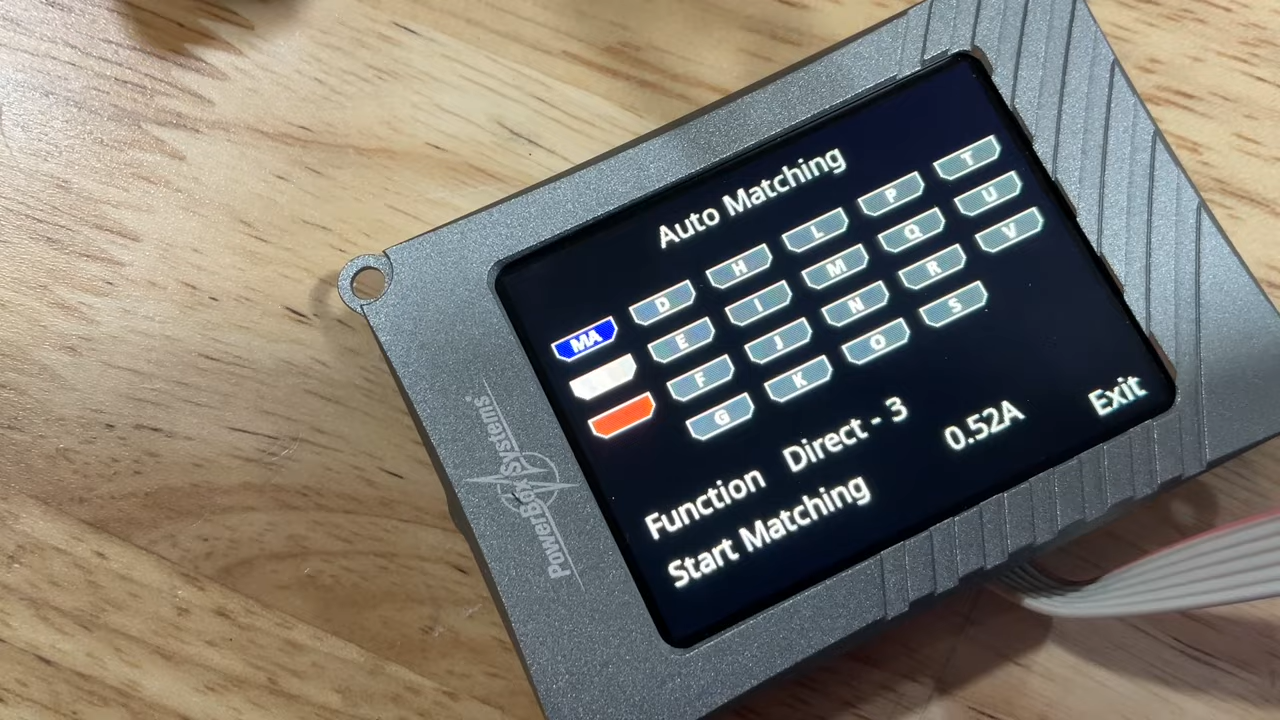 Auto Matching
MA D H L P T
E I M Q U
F J N R V
G K O S
Function Direct - 3
Start Matching 0.52A Exit
PowerBox Systems®